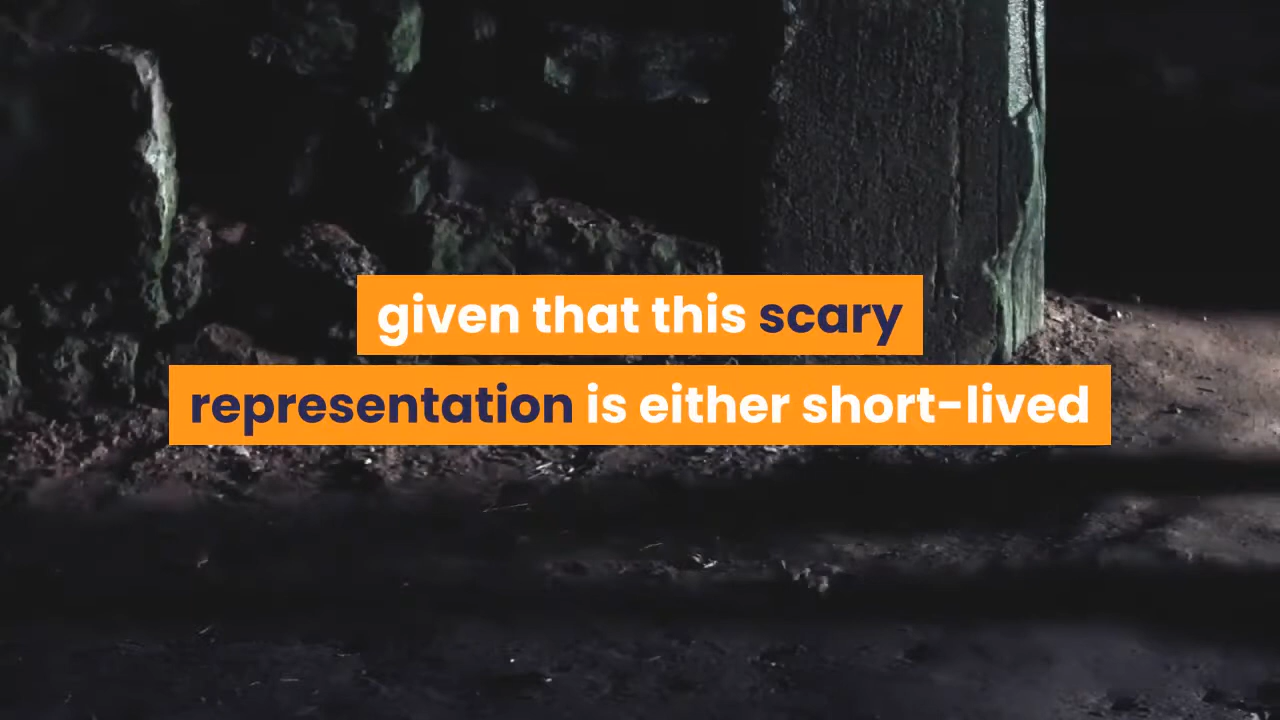 given that this scary
representation is either short-lived